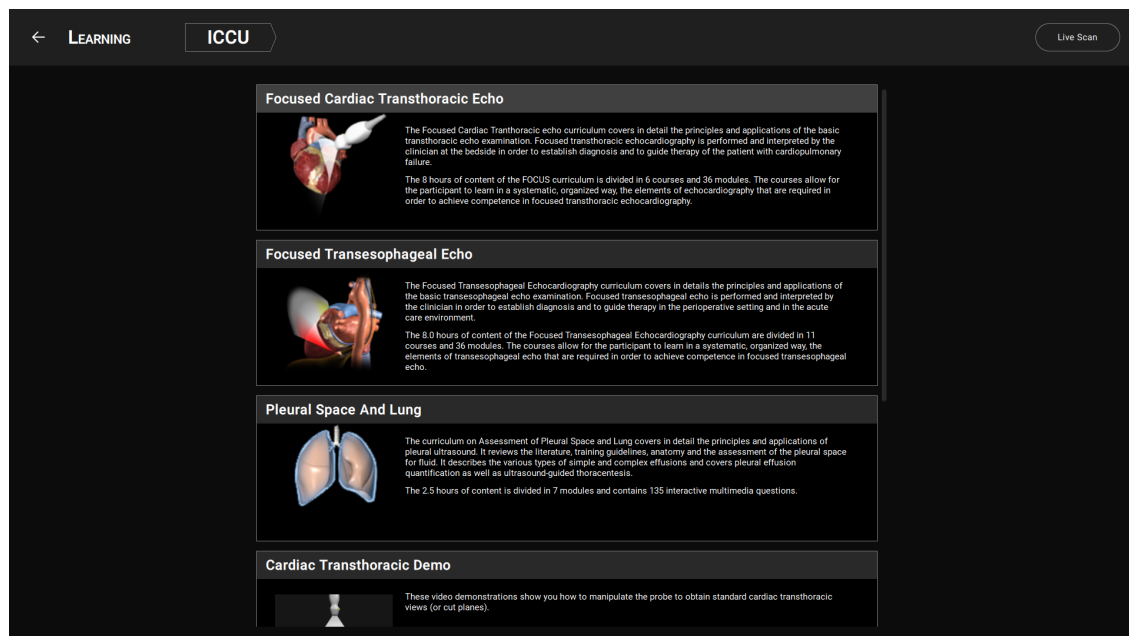 LEARNING
ICCU
Live Scan
Focused Cardiac Transthoracic Echo
The Focused Cardiac Tranthoracic echo curriculum covers in detail the principles and applications of the basic
transthoracic echo examination. Focused transthoracic echocardiography is performed and interpreted by the
clinician at the bedside in order to establish diagnosis and to guide therapy of the patient with cardiopulmonary
failure.
The 8 hours of content of the FOCUS curriculum is divided in 6 courses and 36 modules. The courses allow for
the participant to learn in a systematic, organized way, the elements of echocardiography that are required in
order to achieve competence in focused transthoracic echocardiography.
Focused Transesophageal Echo
The Focused Transesophageal Echocardiography curriculum covers in details the principles and applications of
the basic transesophageal echo examination. Focused transesophageal echo is performed and interpreted by
the clinician in order to establish diagnosis and to guide therapy in the perioperative setting and in the acute
care environment.
The 8.0 hours of content of the Focused Transesophageal Echocardiography curriculum are divided in 11
courses and 36 modules. The courses allow for the participant to learn in a systematic, organized way, the
elements of transesophageal echo that are required in order to achieve competence in focused transesophageal
echo.
Pleural Space And Lung
The curriculum on Assessment of Pleural Space and Lung covers in detail the principles and applications of
pleural ultrasound. It reviews the literature, training guidelines, anatomy and the assessment of the pleural space
for fluid. It describes the various types of simple and complex effusions and covers pleural effusion
quantification as well as ultrasound-guided thoracentesis.
The 2.5 hours of content is divided in 7 modules and contains 135 interactive multimedia questions.
Cardiac Transthoracic Demo
These video demonstrations show you how to manipulate the probe to obtain standard cardiac transthoracic
views (or cut planes).